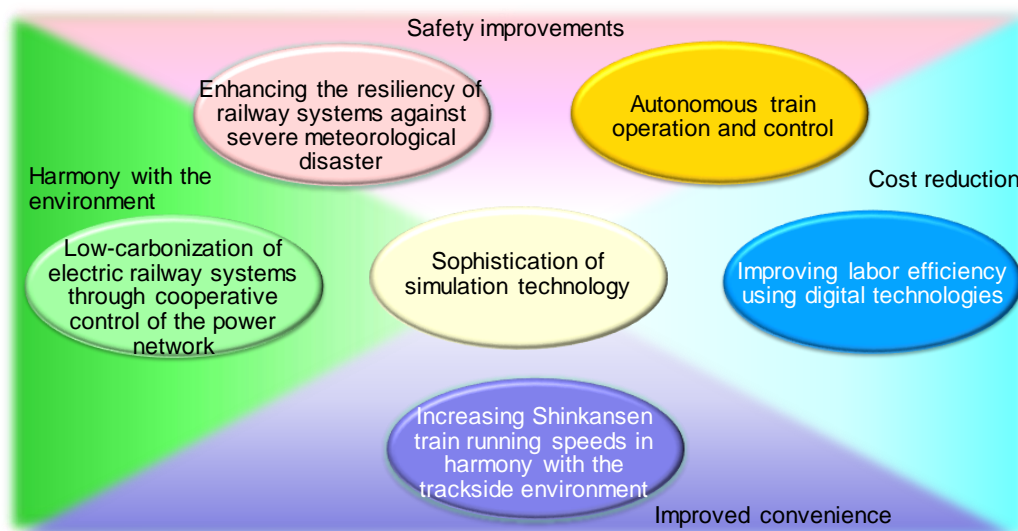 Safety improvements
Enhancing the resiliency of
railway systems against
severe meteorological
disaster
Autonomous train
operation and control
Harmony with the
environment
Cost reduction
Low-carbonization of
electric railway systems
through cooperative
control of the power
network
Sophistication of
simulation technology
Improving labor efficiency
using digital technologies
Increasing Shinkansen
train running speeds in
harmony with the
trackside environment
Improved convenience